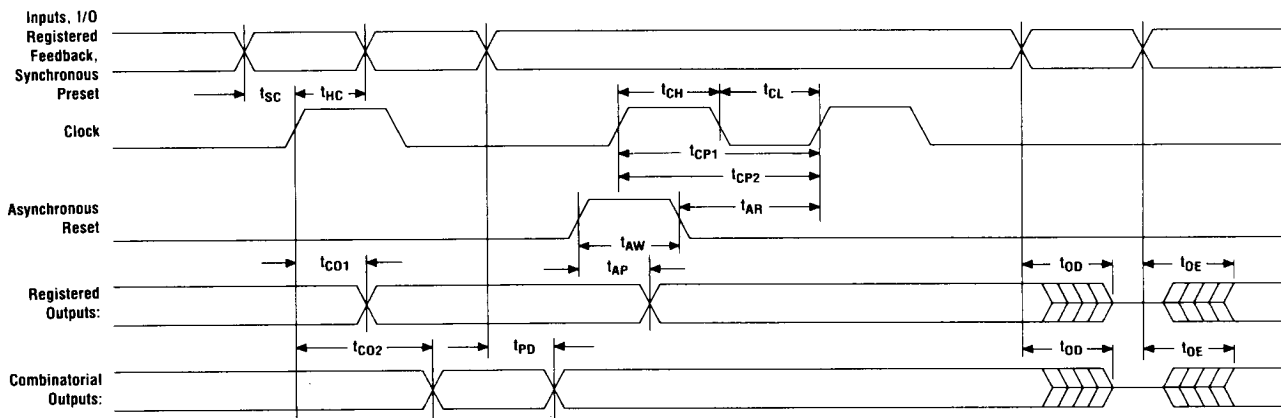 Inputs, I/O
Registered
Feedback,
Synchronous
Preset
tSC
tHC
tCH
tCL
Clock
tCP1
tCP2
Asynchronous
Reset
tAR
tAW
tCO1
tAP
tOD
tOE
Registered
Outputs:
tCO2
tPD
tOD
tOE
Combinatorial
Outputs: